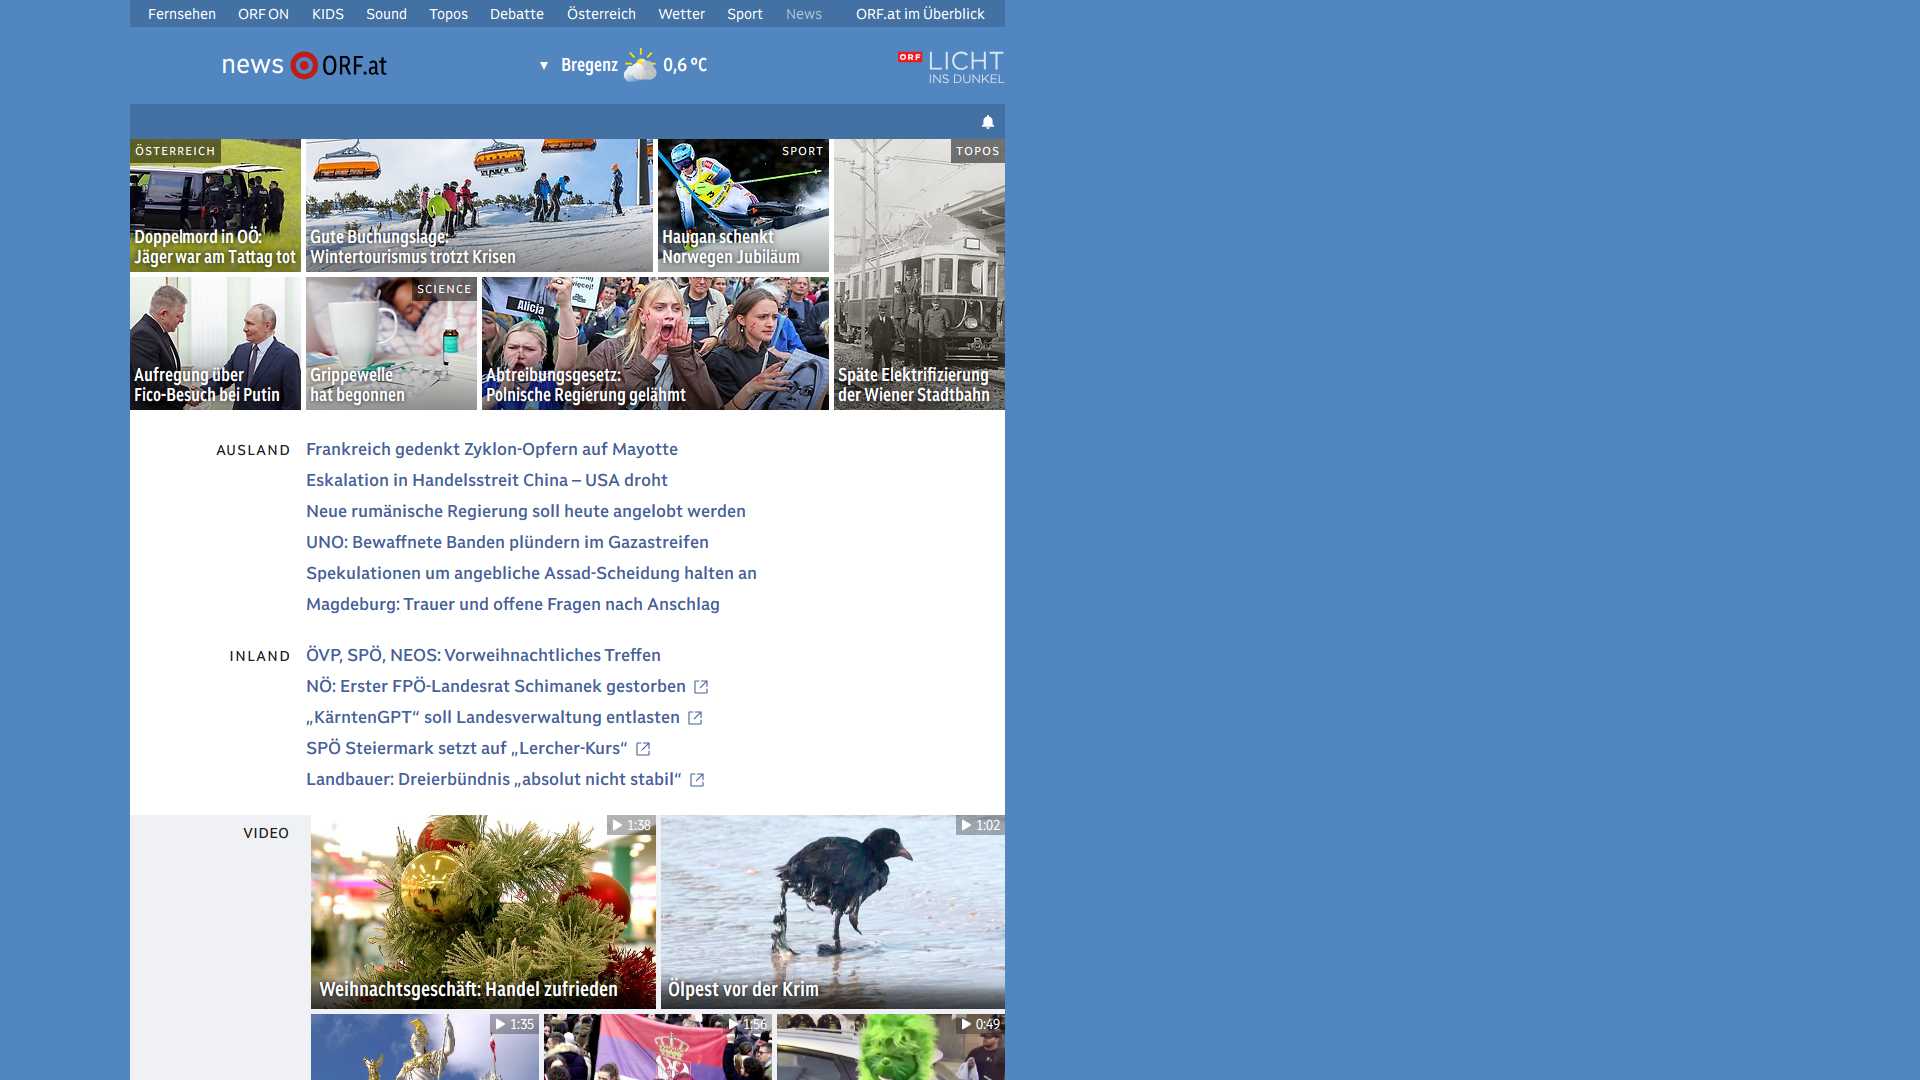 Fernsehen ORF ON KIDS Sound Topos Debatte Österreich Wetter Sport News ORF.at im Überblick
news ORF.at
Bregenz 0,6 °C
ORF LICHT
INS DUNKEL
ÖSTERREICH
Doppelmord in OÖ:
Jäger war am Tattag tot
Gute Buchungslage:
Wintertourismus trotzt Krisen
SPORT
Haugan schenkt
Norwegen Jubiläum
TOPOS
Späte Elektrifizierung
der Wiener Stadtbahn
Aufregung über
Fico-Besuch bei Putin
SCIENCE
Grippewelle
hat begonnen
Alicja
więcej!
Abtreibungsgesetz:
Polnische Regierung gelähmt
AUSLAND
Frankreich gedenkt Zyklon-Opfern auf Mayotte
Eskalation in Handelsstreit China – USA droht
Neue rumänische Regierung soll heute angelobt werden
UNO: Bewaffnete Banden plündern im Gazastreifen
Spekulationen um angebliche Assad-Scheidung halten an
Magdeburg: Trauer und offene Fragen nach Anschlag
INLAND
ÖVP, SPÖ, NEOS: Vorweihnachtliches Treffen
NÖ: Erster FPÖ-Landesrat Schimanek gestorben
„KärntenGPT“ soll Landesverwaltung entlasten
SPÖ Steiermark setzt auf „Lercher-Kurs“
Landbauer: Dreierbündnis „absolut nicht stabil“
VIDEO
1:38
Weihnachtsgeschäft: Handel zufrieden
1:02
Ölpest vor der Krim
1:35
1:56
0:49